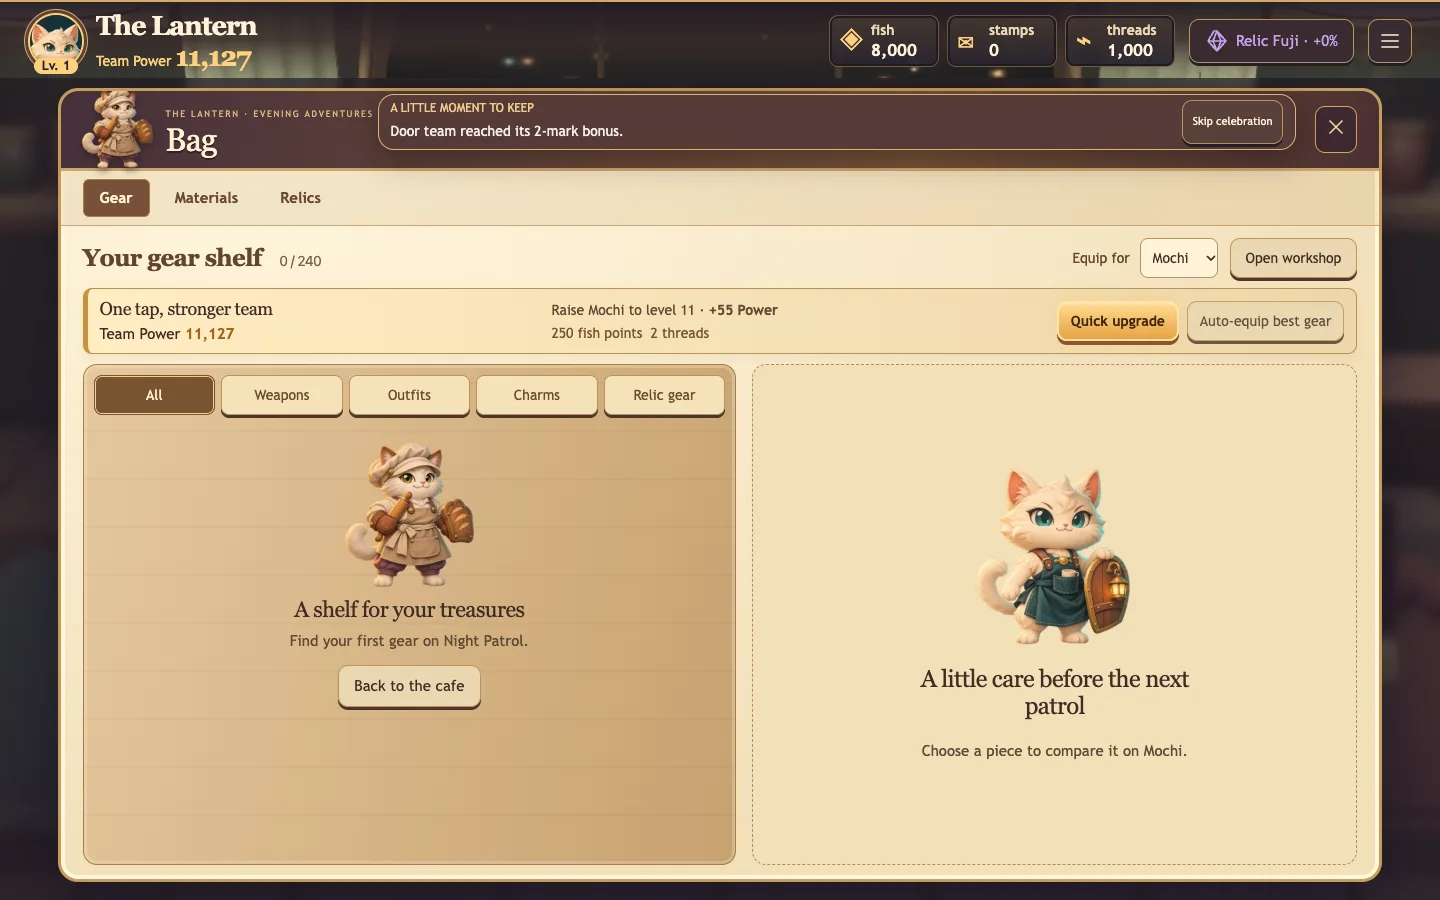 The Lantern
Lv. 1
Team Power 11,127
fish
8,000
stamps
0
threads
1,000
Relic Fuji · +0%
THE LANTERN · EVENING ADVENTURES
Bag
A LITTLE MOMENT TO KEEP
Door team reached its 2-mark bonus.
Skip celebration
Gear
Materials
Relics
Your gear shelf
0 / 240
Equip for
Mochi
Open workshop
One tap, stronger team
Team Power 11,127
Raise Mochi to level 11 · +55 Power
250 fish points 2 threads
Quick upgrade
Auto-equip best gear
All
Weapons
Outfits
Charms
Relic gear
A shelf for your treasures
Find your first gear on Night Patrol.
Back to the cafe
A little care before the next
patrol
Choose a piece to compare it on Mochi.